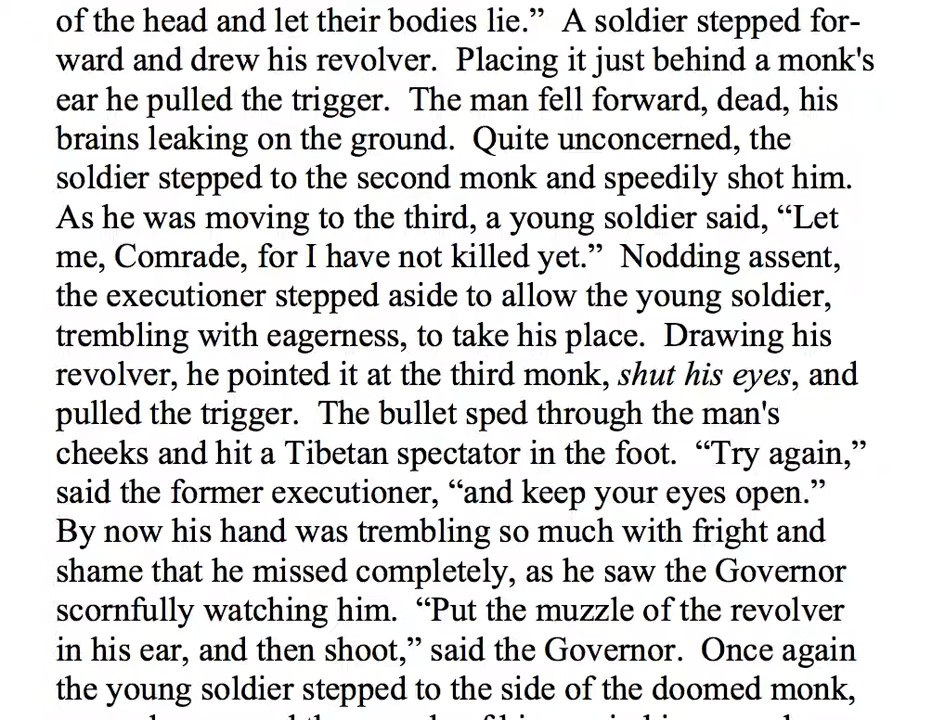 of the head and let their bodies lie.”  A soldier stepped for-
ward and drew his revolver.  Placing it just behind a monk's
ear he pulled the trigger.  The man fell forward, dead, his
brains leaking on the ground.  Quite unconcerned, the
soldier stepped to the second monk and speedily shot him.
As he was moving to the third, a young soldier said, “Let
me, Comrade, for I have not killed yet.”  Nodding assent,
the executioner stepped aside to allow the young soldier,
trembling with eagerness, to take his place.  Drawing his
revolver, he pointed it at the third monk, shut his eyes, and
pulled the trigger.  The bullet sped through the man's
cheeks and hit a Tibetan spectator in the foot.  “Try again,”
said the former executioner, “and keep your eyes open.”
By now his hand was trembling so much with fright and
shame that he missed completely, as he saw the Governor
scornfully watching him.  “Put the muzzle of the revolver
in his ear, and then shoot,” said the Governor.  Once again
the young soldier stepped to the side of the doomed monk,